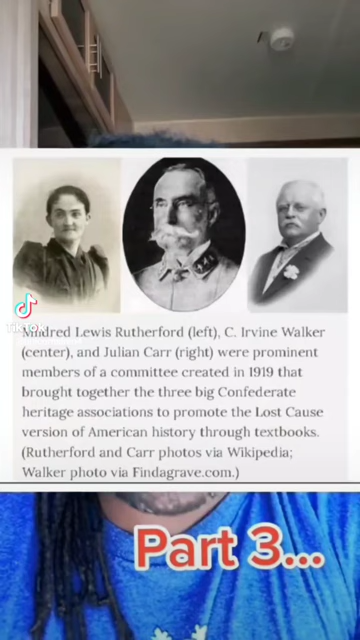 Mildred Lewis Rutherford (left), C. Irvine Walker
(center), and Julian Carr (right) were prominent
members of a committee created in 1919 that
brought together the three big Confederate
heritage associations to promote the Lost Cause
version of American history through textbooks.
(Rutherford and Carr photos via Wikipedia;
Walker photo via Findagrave.com.)
TikTok
Part 3...